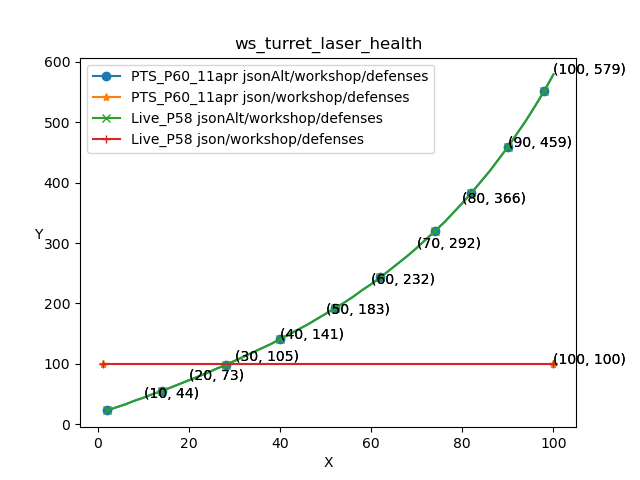 ws_turret_laser_health
PTS_P60_11apr jsonAlt/workshop/defenses
PTS_P60_11apr json/workshop/defenses
Live_P58 jsonAlt/workshop/defenses
Live_P58 json/workshop/defenses
600
500
400
300
200
100
0
Y
(100, 579)
(90, 459)
(80, 366)
(70, 292)
(60, 232)
(50, 183)
(40, 141)
(30, 105)
(100, 100)
(20, 73)
(10, 44)
0 20 40 60 80 100
X